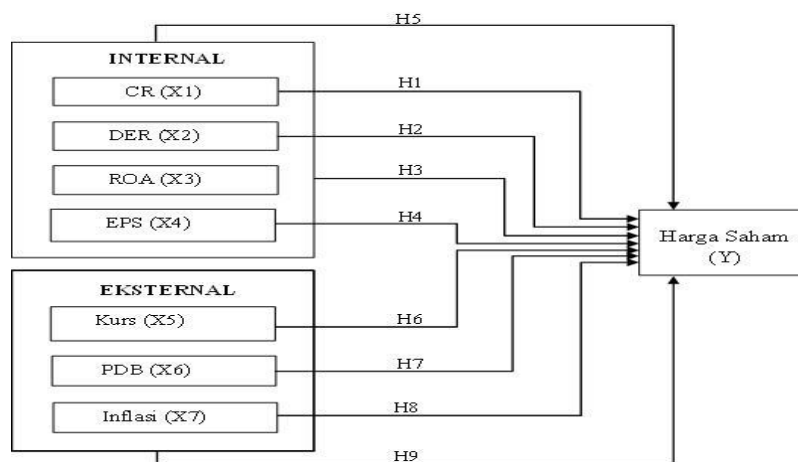 H5
INTERNAL
CR (X1)
H1
DER (X2)
H2
ROA (X3)
H3
EPS (X4)
H4
Harga Saham
(Y)
EKSTERNAL
Kurs (X5)
H6
PDB (X6)
H7
Inflasi (X7)
H8
H9